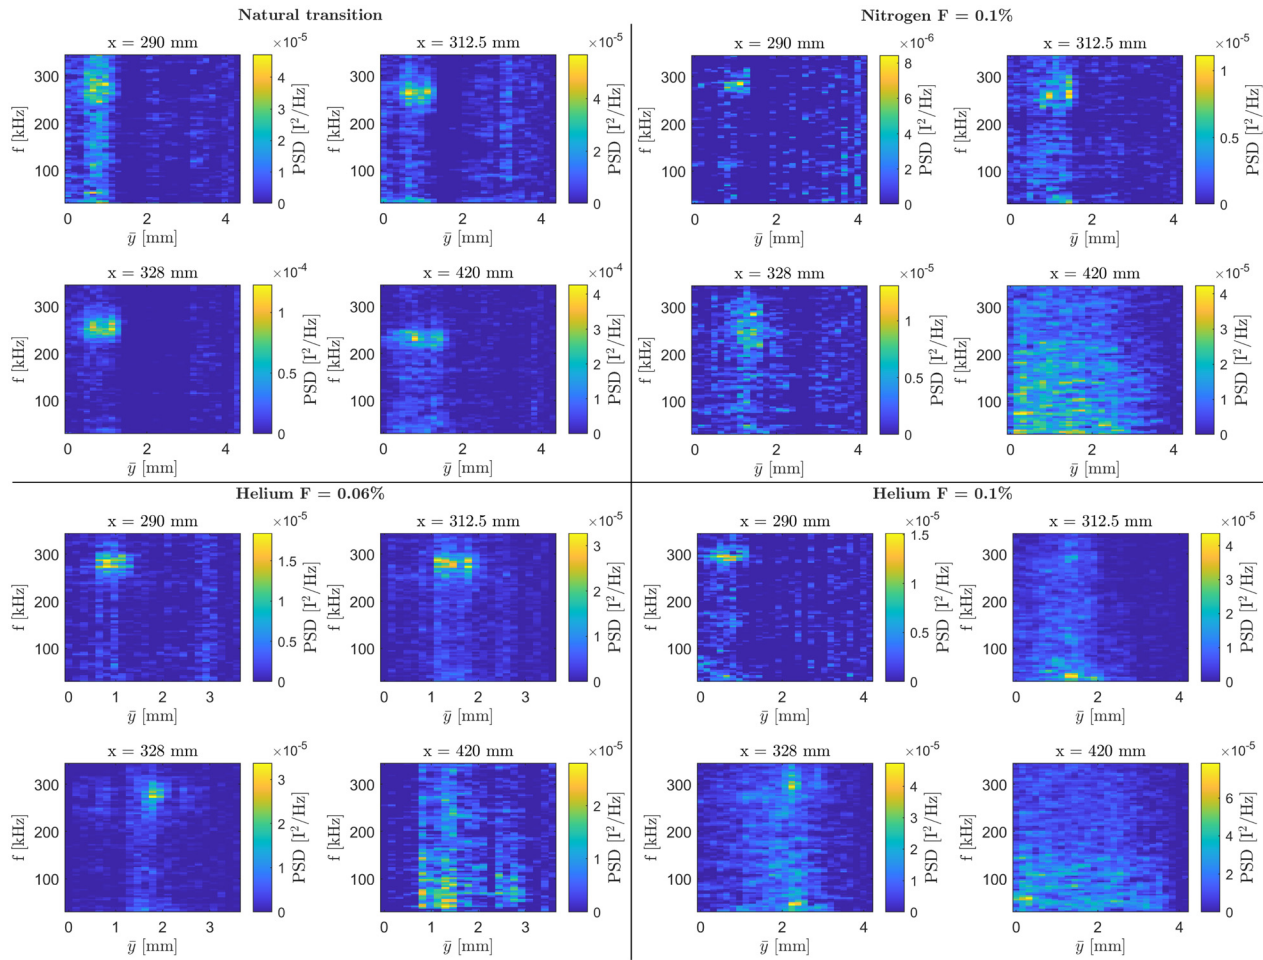 Natural transition
x = 290 mm
×10⁻⁵
f [kHz]
300
200
100
0 2 4
ȳ [mm]
4
3
2
1
0
PSD [I²/Hz]
x = 312.5 mm
×10⁻⁵
f [kHz]
300
200
100
0 2 4
ȳ [mm]
4
2
0
PSD [I²/Hz]
x = 328 mm
×10⁻⁴
f [kHz]
300
200
100
0 2 4
ȳ [mm]
1
0.5
0
PSD [I²/Hz]
x = 420 mm
×10⁻⁴
f [kHz]
300
200
100
0 2 4
ȳ [mm]
4
3
2
1
0
PSD [I²/Hz]
Nitrogen F = 0.1%
x = 290 mm
×10⁻⁶
f [kHz]
300
200
100
0 2 4
ȳ [mm]
8
6
4
2
0
PSD [I²/Hz]
x = 312.5 mm
×10⁻⁵
f [kHz]
300
200
100
0 2 4
ȳ [mm]
1
0.5
0
PSD [I²/Hz]
x = 328 mm
×10⁻⁵
f [kHz]
300
200
100
0 2 4
ȳ [mm]
1
0.5
0
PSD [I²/Hz]
x = 420 mm
×10⁻⁵
f [kHz]
300
200
100
0 2 4
ȳ [mm]
4
3
2
1
0
PSD [I²/Hz]
Helium F = 0.06%
x = 290 mm
×10⁻⁵
f [kHz]
300
200
100
0 1 2 3
ȳ [mm]
1.5
1
0.5
0
PSD [I²/Hz]
x = 312.5 mm
×10⁻⁵
f [kHz]
300
200
100
0 1 2 3
ȳ [mm]
3
2
1
0
PSD [I²/Hz]
x = 328 mm
×10⁻⁵
f [kHz]
300
200
100
0 1 2 3
ȳ [mm]
3
2
1
0
PSD [I²/Hz]
x = 420 mm
×10⁻⁵
f [kHz]
300
200
100
0 1 2 3
ȳ [mm]
2
1
0
PSD [I²/Hz]
Helium F = 0.1%
x = 290 mm
×10⁻⁵
f [kHz]
300
200
100
0 2 4
ȳ [mm]
1.5
1
0.5
0
PSD [I²/Hz]
x = 312.5 mm
×10⁻⁵
f [kHz]
300
200
100
0 2 4
ȳ [mm]
4
3
2
1
0
PSD [I²/Hz]
x = 328 mm
×10⁻⁵
f [kHz]
300
200
100
0 2 4
ȳ [mm]
4
3
2
1
0
PSD [I²/Hz]
x = 420 mm
×10⁻⁵
f [kHz]
300
200
100
0 2 4
ȳ [mm]
6
4
2
0
PSD [I²/Hz]